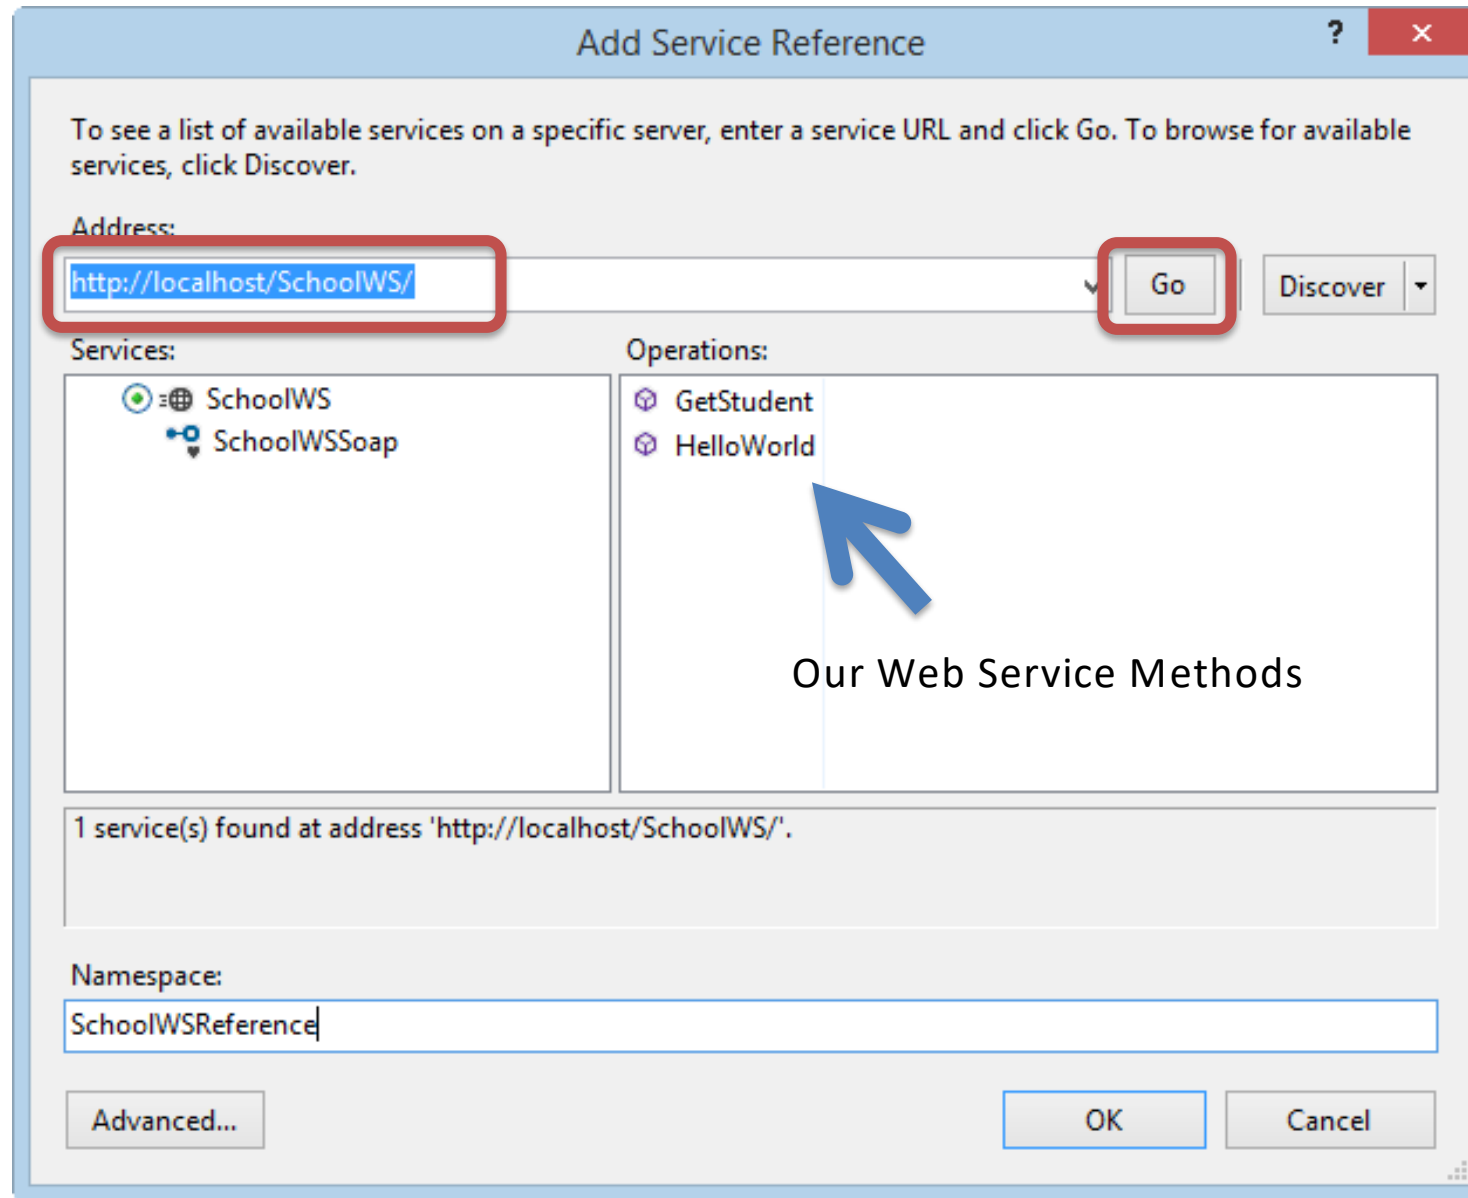 Add Service Reference
?
To see a list of available services on a specific server, enter a service URL and click Go. To browse for available
services, click Discover.
Address:
http://localhost/SchoolWS/
Go
Discover
Services:
Operations:
SchoolWS
GetStudent
SchoolWSSoap
HelloWorld
Our Web Service Methods
1 service(s) found at address 'http://localhost/SchoolWS/'.
Namespace:
SchoolWSReference
Advanced...
OK
Cancel